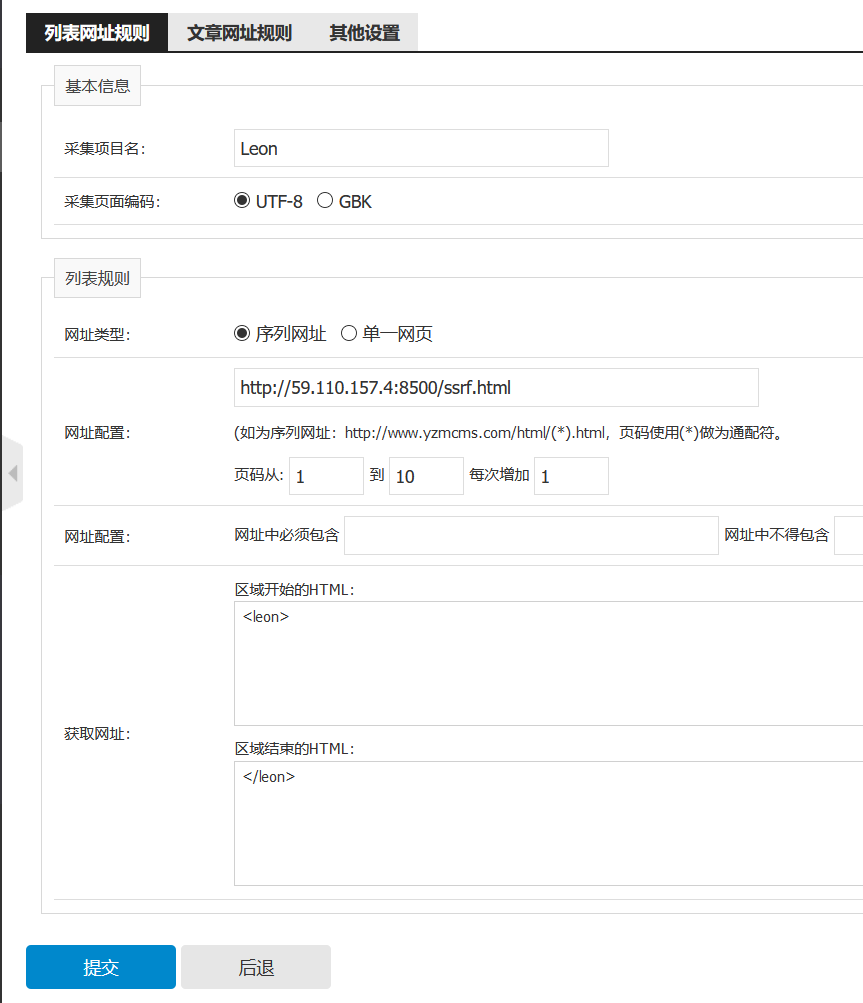 列表网址规则 文章网址规则 其他设置
基本信息
采集项目名: Leon
采集页面编码: UTF-8 GBK
列表规则
网址类型: 序列网址 单一网页
http://59.110.157.4:8500/ssrf.html
网址配置: (如为序列网址：http://www.yzmcms.com/html/(*).html，页码使用(*)做为通配符。
页码从: 1 到 10 每次增加 1
网址配置: 网址中必须包含 网址中不得包含
区域开始的HTML:
<leon>
获取网址:
区域结束的HTML:
</leon>
提交 后退